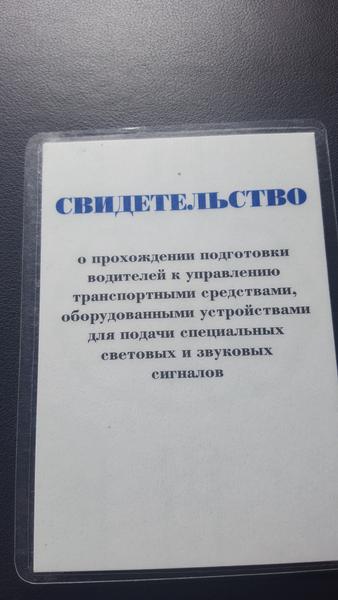 СВИДЕТЕЛЬСТВО
о прохождении подготовки
водителей к управлению
транспортными средствами,
оборудованными устройствами
для подачи специальных
световых и звуковых
сигналов